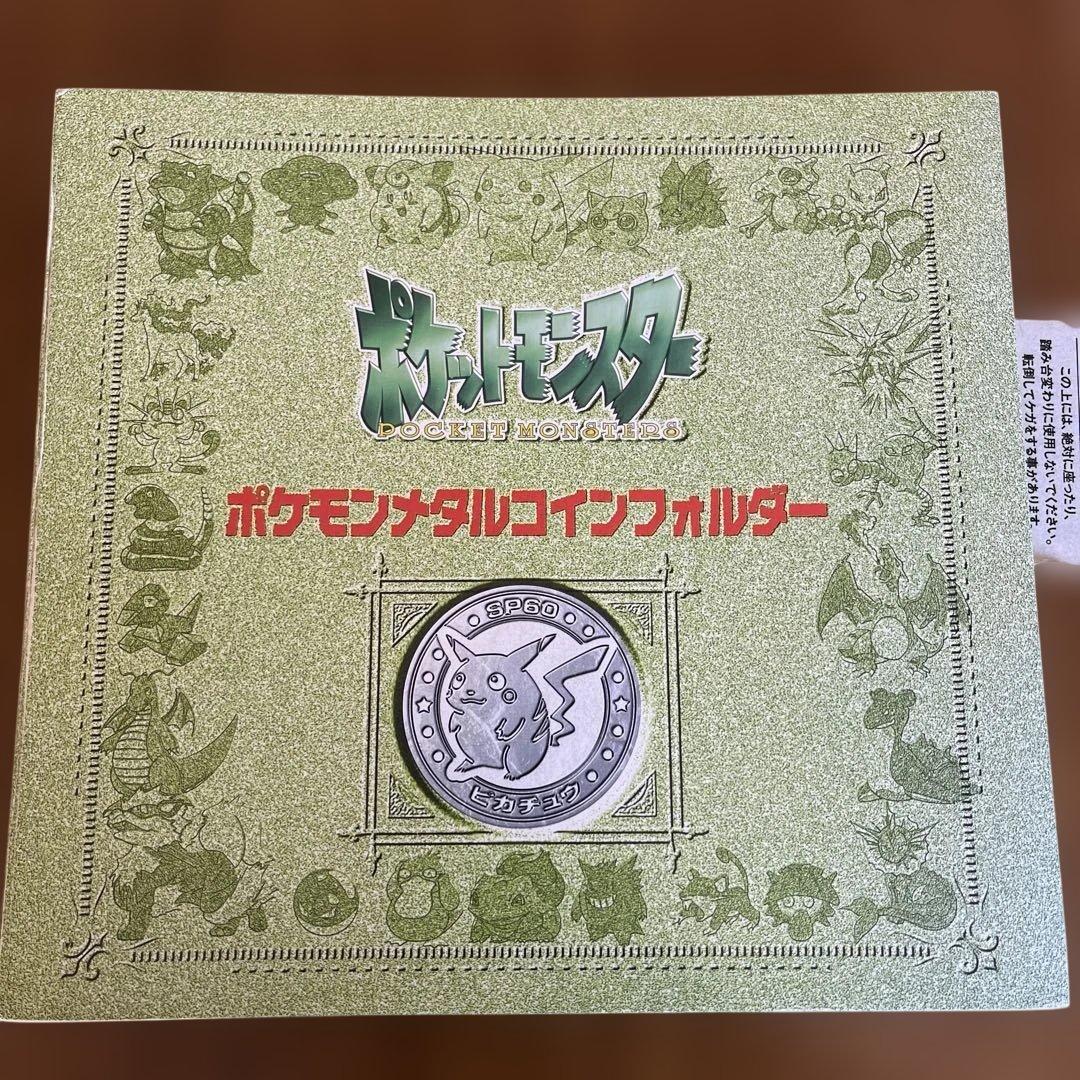 ポケットモンスター
POCKET MONSTERS
ポケモンメタルコインフォルダー
SP60
ピカチュウ
この上には、絶対に座ったり、
踏み台変わりに使用しないでください。
転倒してケガをする事があります